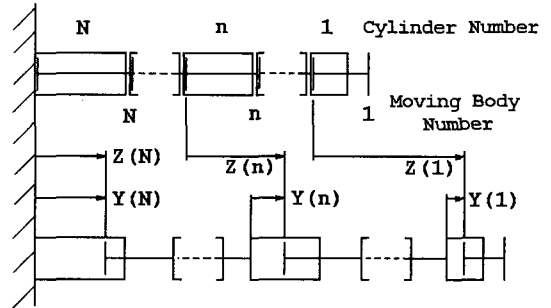 N n 1 Cylinder Number
N n 1 Moving Body
Number
Z(N) Z(n) Z(1)
Y(N) Y(n) Y(1)